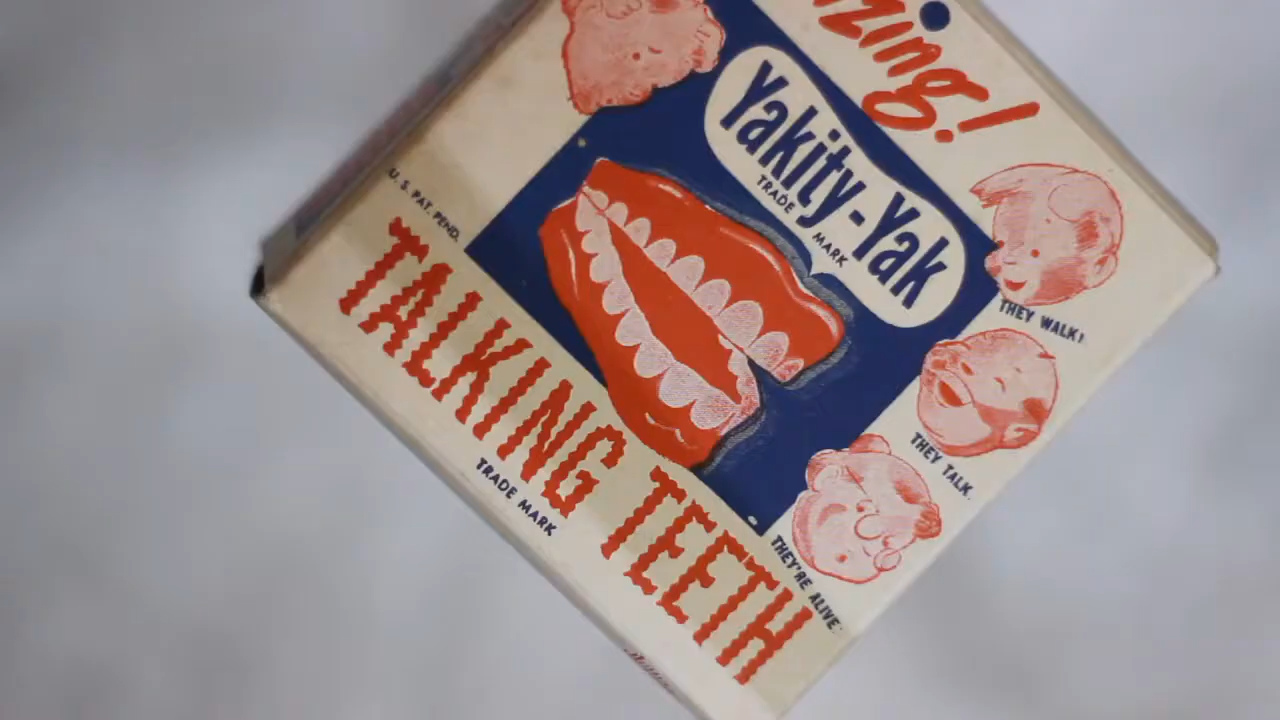 zing!
Yakity-Yak
TRADE MARK
U. S. PAT. PEND.
THEY WALK!
THEY TALK.
THEY'RE ALIVE.
TALKING TEETH
TRADE MARK